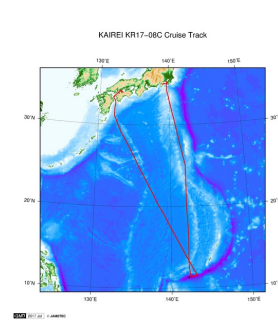 KAIREI KR17−08C Cruise Track
130˚E 140˚E 150˚E
30˚N 30˚
20˚N 20˚
10˚N 10˚
130˚E 140˚E 150˚E
GMT 2017 Jul © JAMSTEC